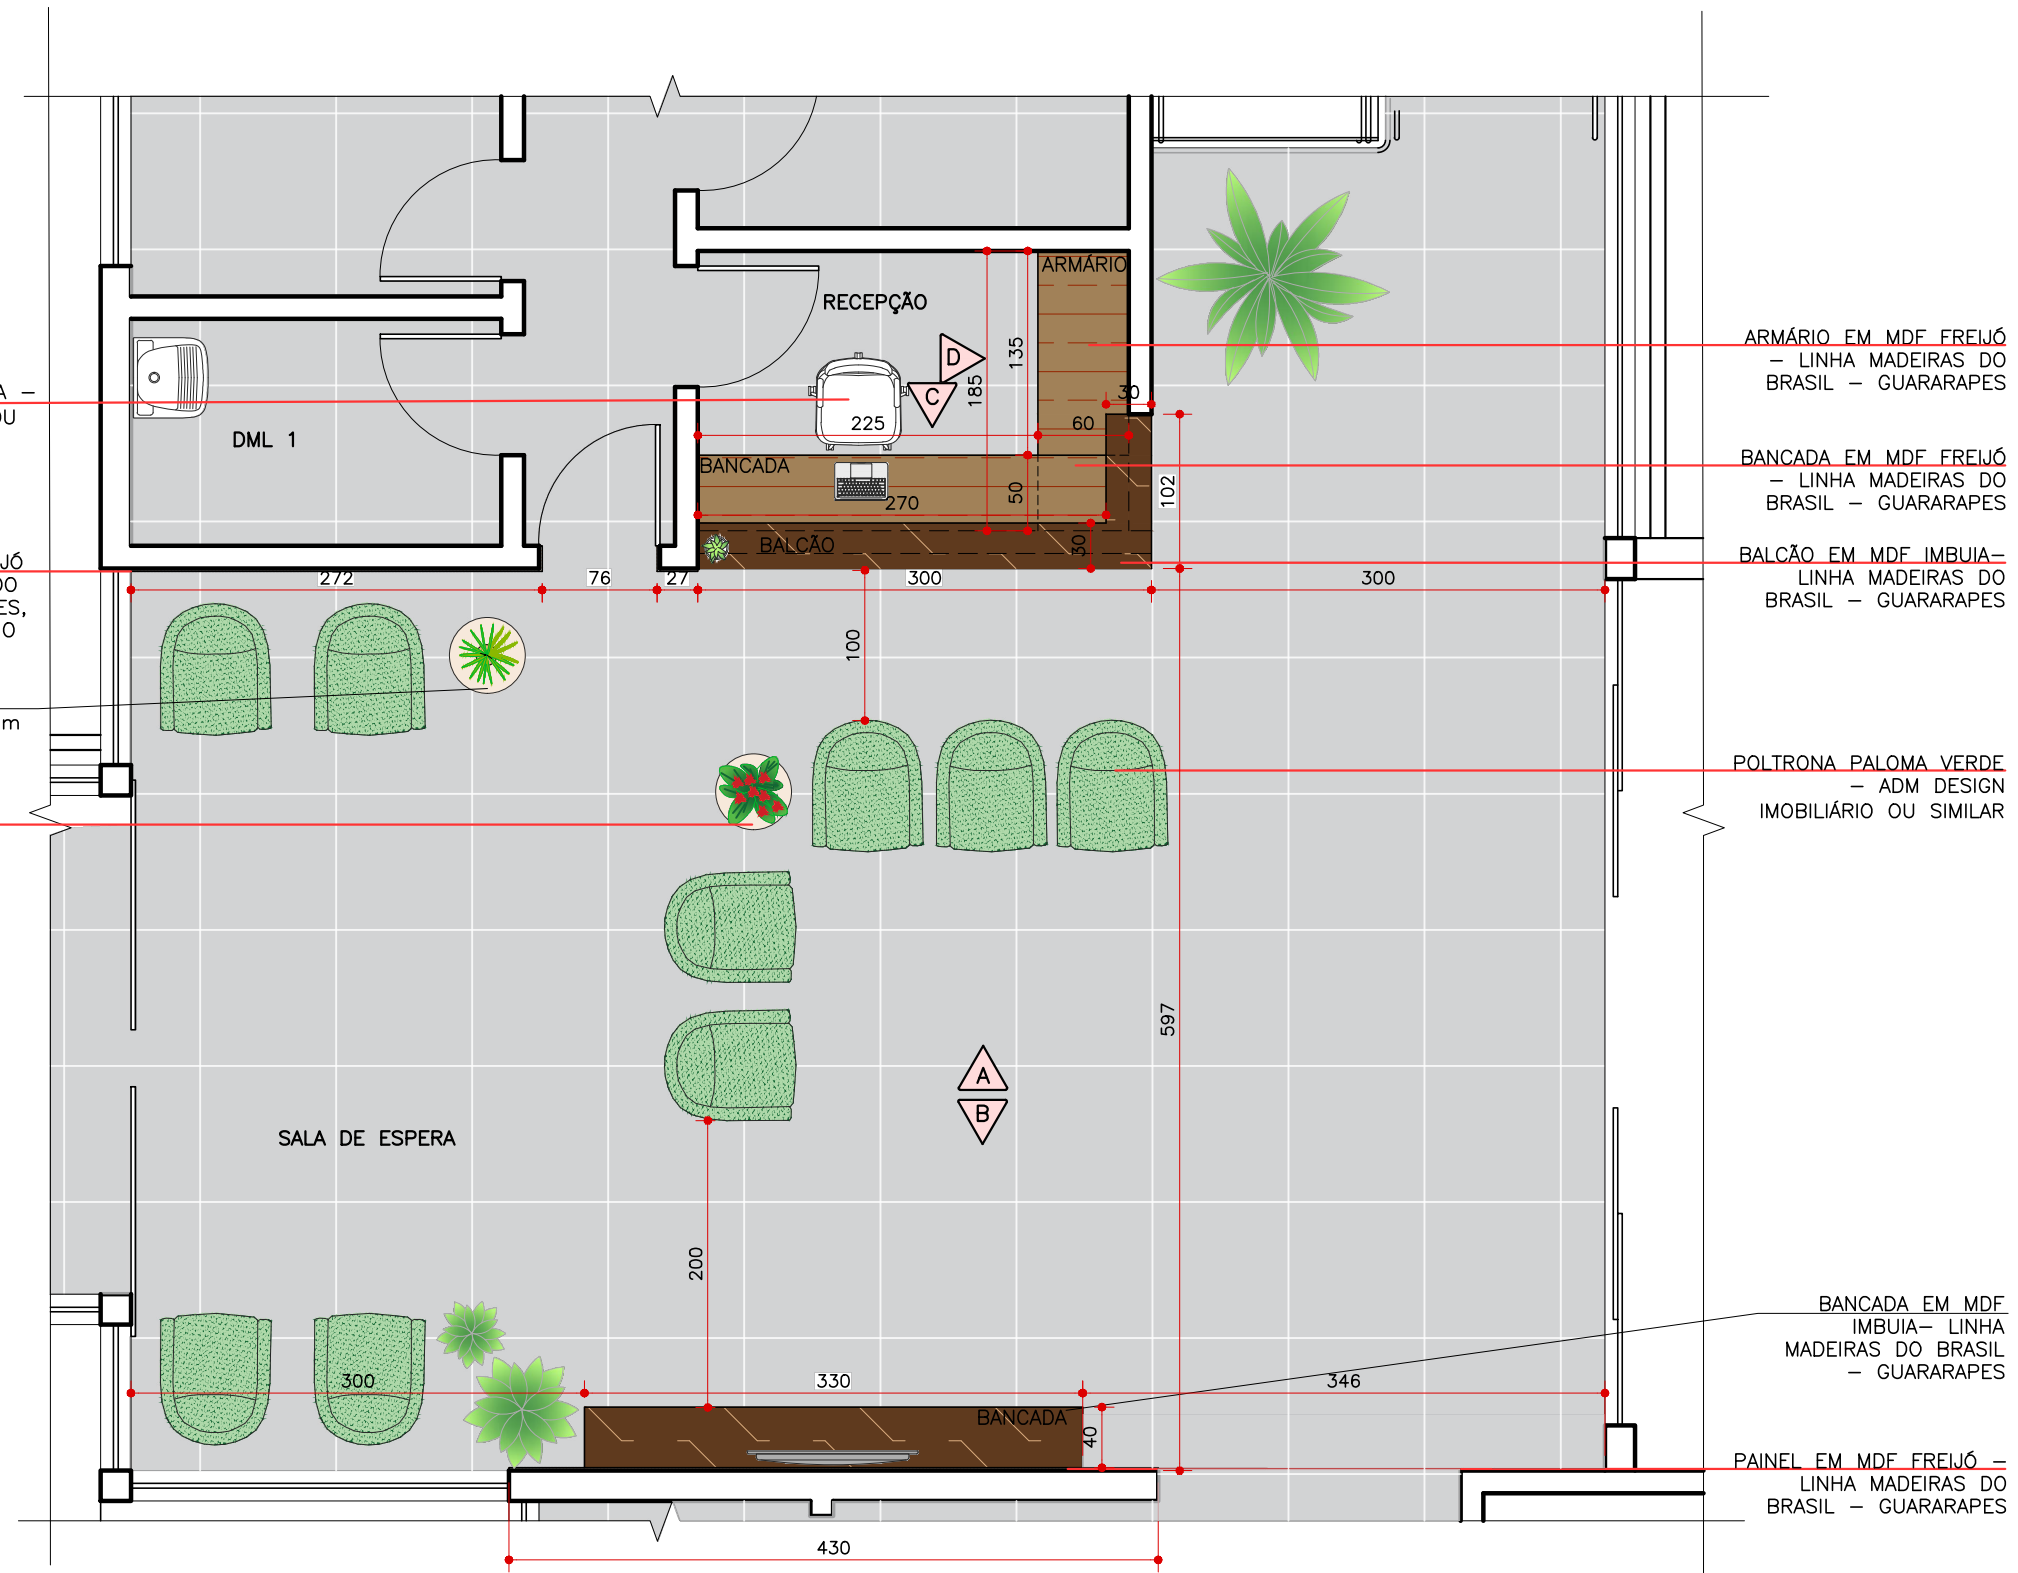 ARMÁRIO
RECEPÇÃO
D
C
135
185
30
225
60
BANCADA
270
50
102
BALCÃO
30
DML 1
A –
OU
JÓ
DO
ES,
O
m
272
76
27
300
300
100
597
A
B
SALA DE ESPERA
200
300
330
346
BANCADA
40
430
ARMÁRIO EM MDF FREIJÓ
– LINHA MADEIRAS DO
BRASIL – GUARARAPES
BANCADA EM MDF FREIJÓ
– LINHA MADEIRAS DO
BRASIL – GUARARAPES
BALCÃO EM MDF IMBUIA–
LINHA MADEIRAS DO
BRASIL – GUARARAPES
POLTRONA PALOMA VERDE
– ADM DESIGN
IMOBILIÁRIO OU SIMILAR
BANCADA EM MDF
IMBUIA– LINHA
MADEIRAS DO BRASIL
– GUARARAPES
PAINEL EM MDF FREIJÓ –
LINHA MADEIRAS DO
BRASIL – GUARARAPES